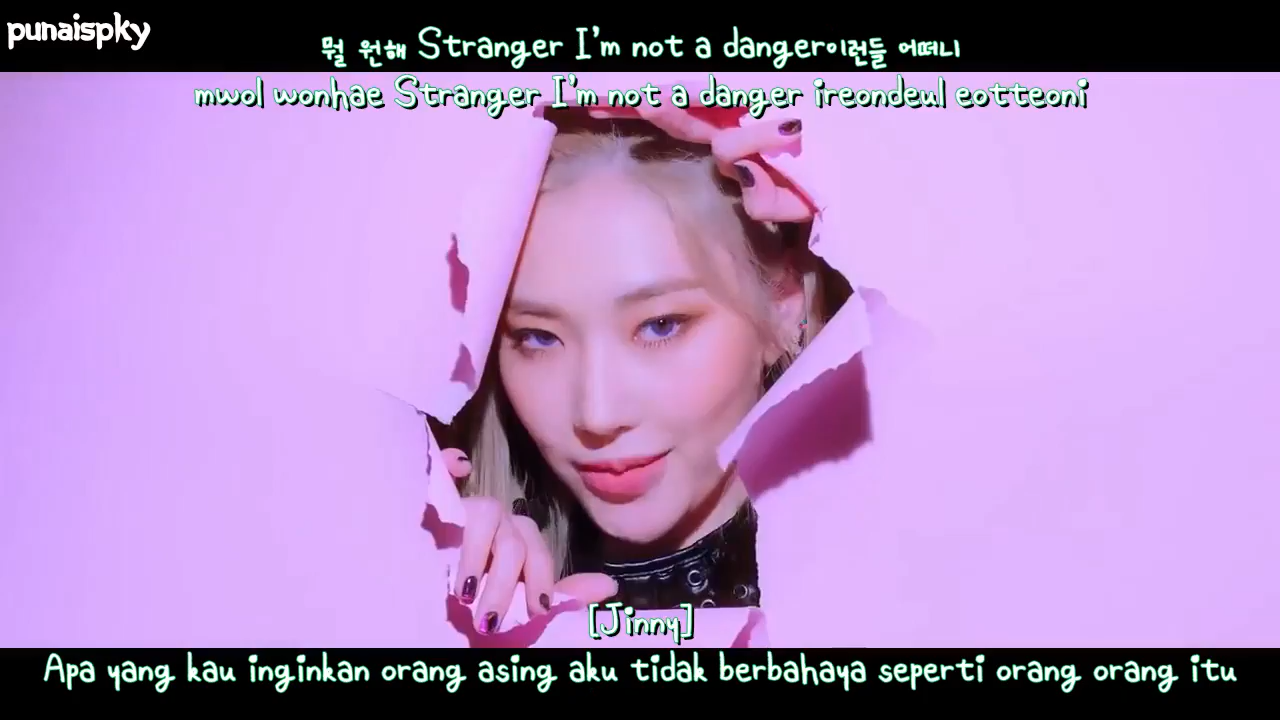 punaispky
뭘 원해 Stranger I'm not a danger이런들 어떠니
mwol wonhae Stranger I'm not a danger ireondeul eotteoni
[Jinny]
Apa yang kau inginkan orang asing aku tidak berbahaya seperti orang orang itu